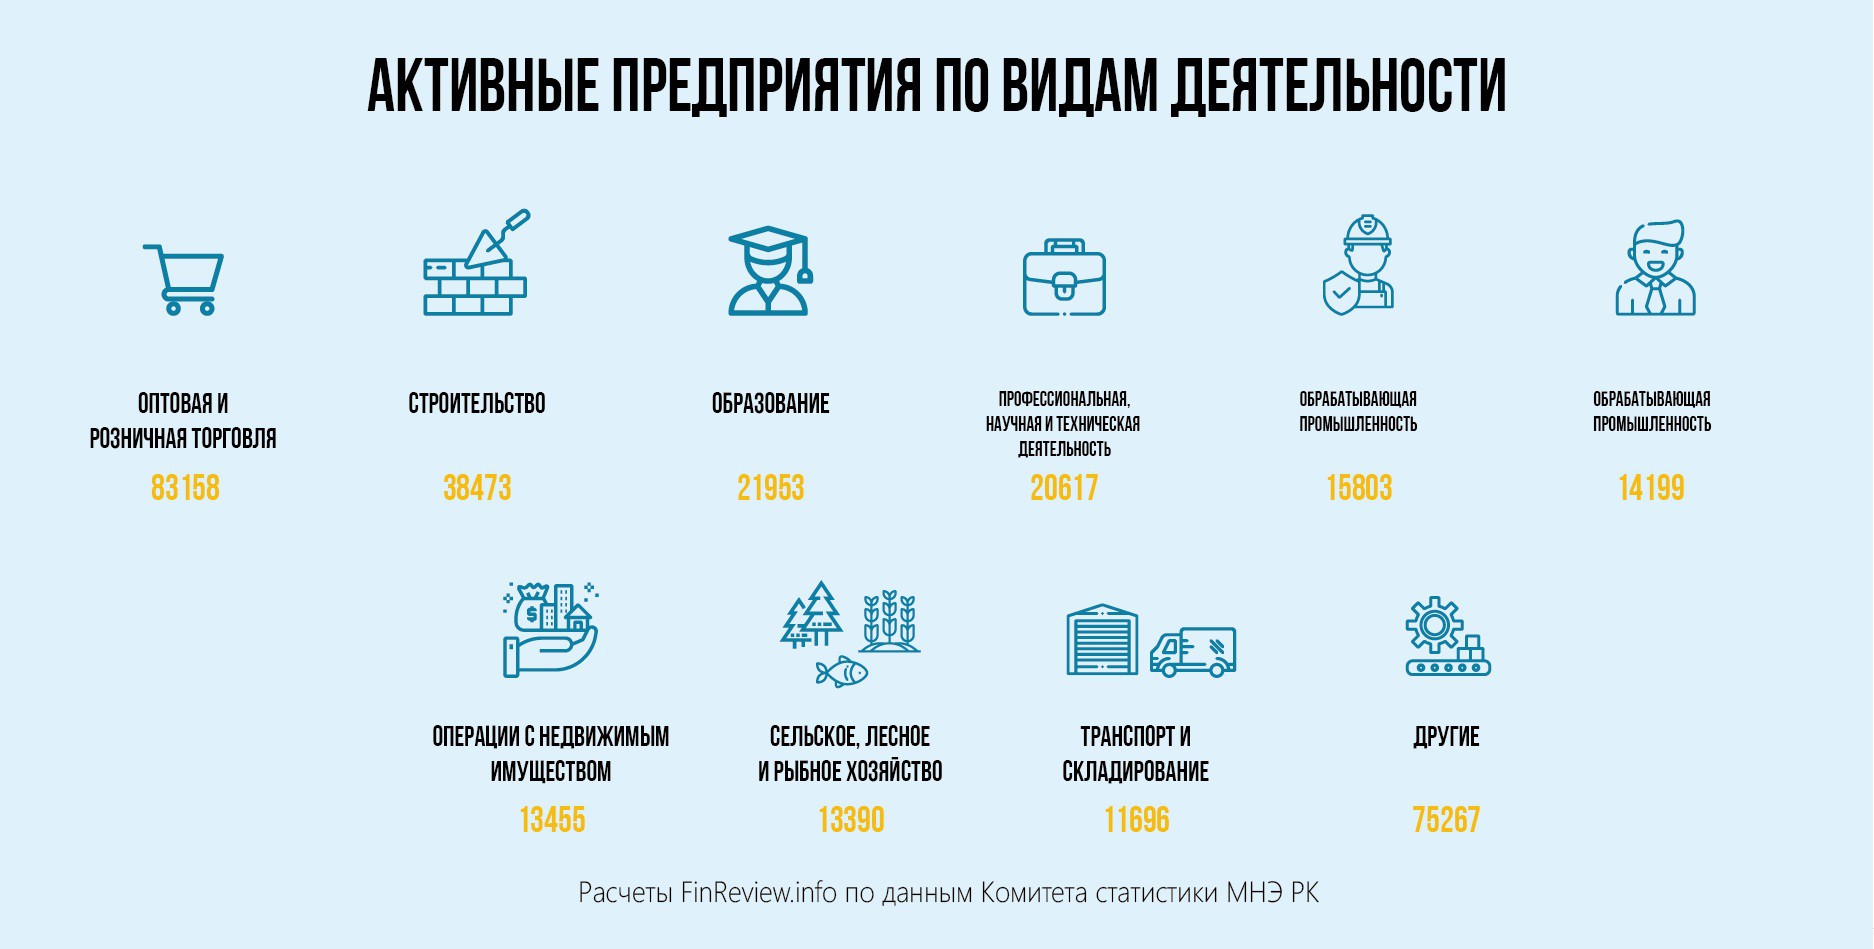 АКТИВНЫЕ ПРЕДПРИЯТИЯ ПО ВИДАМ ДЕЯТЕЛЬНОСТИ
ОПТОВАЯ И
РОЗНИЧНАЯ ТОРГОВЛЯ
83158
СТРОИТЕЛЬСТВО
38473
ОБРАЗОВАНИЕ
21953
ПРОФЕССИОНАЛЬНАЯ,
НАУЧНАЯ И ТЕХНИЧЕСКАЯ
ДЕЯТЕЛЬНОСТЬ
20617
ОБРАБАТЫВАЮЩАЯ
ПРОМЫШЛЕННОСТЬ
15803
ОБРАБАТЫВАЮЩАЯ
ПРОМЫШЛЕННОСТЬ
14199
$
ОПЕРАЦИИ С НЕДВИЖИМЫМ
ИМУЩЕСТВОМ
13455
СЕЛЬСКОЕ, ЛЕСНОЕ
И РЫБНОЕ ХОЗЯЙСТВО
13390
ТРАНСПОРТ И
СКЛАДИРОВАНИЕ
11696
ДРУГИЕ
75267
Расчеты FinReview.info по данным Комитета статистики МНЭ РК